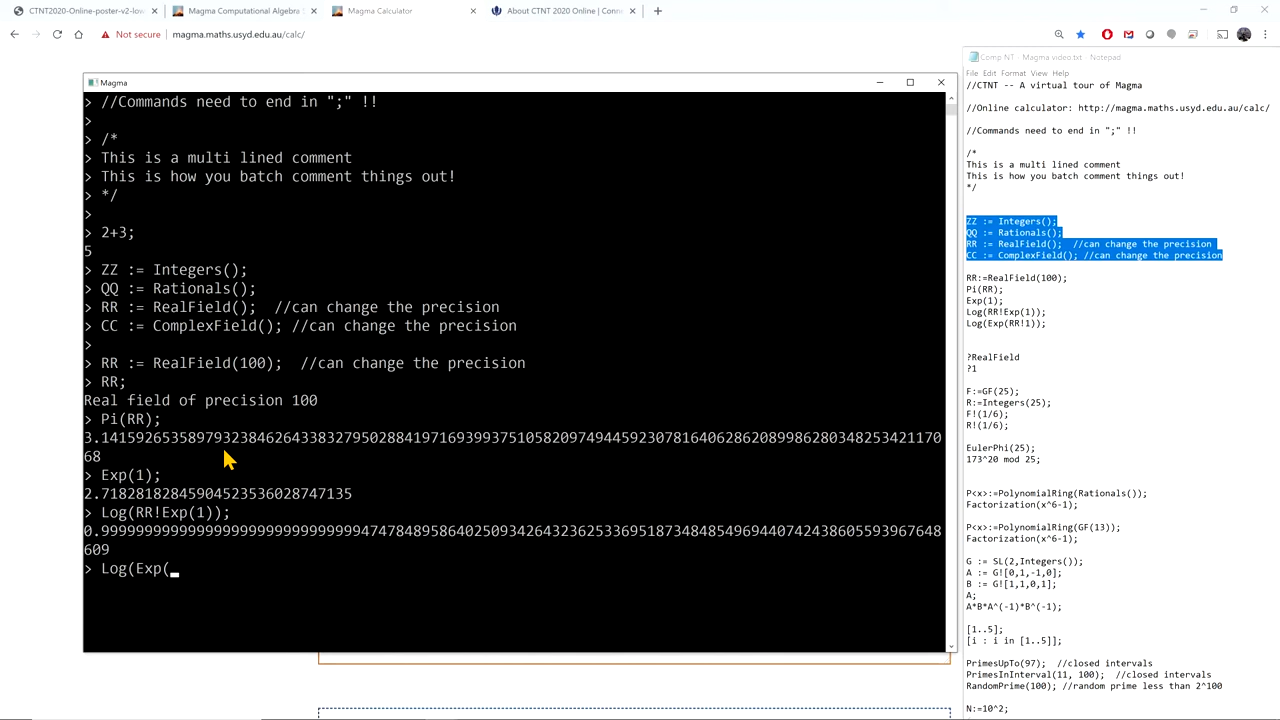 CTNT2020-Online-poster-v2-low
Magma Computational Algebra S
Magma Calculator
About CTNT 2020 Online | Conn
Not secure
magma.maths.usyd.edu.au/calc/
Magma
> //Commands need to end in ";" !!
>
> /*
> This is a multi lined comment
> This is how you batch comment things out!
> */
>
> 2+3;
5
> ZZ := Integers();
> QQ := Rationals();
> RR := RealField();  //can change the precision
> CC := ComplexField(); //can change the precision
>
> RR := RealField(100);  //can change the precision
> RR;
Real field of precision 100
> Pi(RR);
3.14159265358979323846264338327950288419716939937510582097494459230781640628620899862803482534211​70
68
> Exp(1);
2.71828182845904523536028747135
> Log(RR!Exp(1));
0.999999999999999999999999999999947478489586402509342643236253369518734848549694407424386055939676​48
609
> Log(Exp(
Comp NT - Magma video.txt - Notepad
File Edit Format View Help
//CTNT -- A virtual tour of Magma
//Online calculator: http://magma.maths.usyd.edu.au/calc/
//Commands need to end in ";" !!
/*
This is a multi lined comment
This is how you batch comment things out!
*/
ZZ := Integers();
QQ := Rationals();
RR := RealField();  //can change the precision
CC := ComplexField(); //can change the precision
RR:=RealField(100);
Pi(RR);
Exp(1);
Log(RR!Exp(1));
Log(Exp(RR!1));
?RealField
?1
F:=GF(25);
R:=Integers(25);
F!(1/6);
R!(1/6);
EulerPhi(25);
173^20 mod 25;
P<x>:=PolynomialRing(Rationals());
Factorization(x^6-1);
P<x>:=PolynomialRing(GF(13));
Factorization(x^6-1);
G := SL(2,Integers());
A := G![0,1,-1,0];
B := G![1,1,0,1];
A;
A*B*A^(-1)*B^(-1);
[1..5];
[i : i in [1..5]];
PrimesUpTo(97);  //closed intervals
PrimesInInterval(11, 100);  //closed intervals
RandomPrime(100); //random prime less than 2^100
N:=10^2;